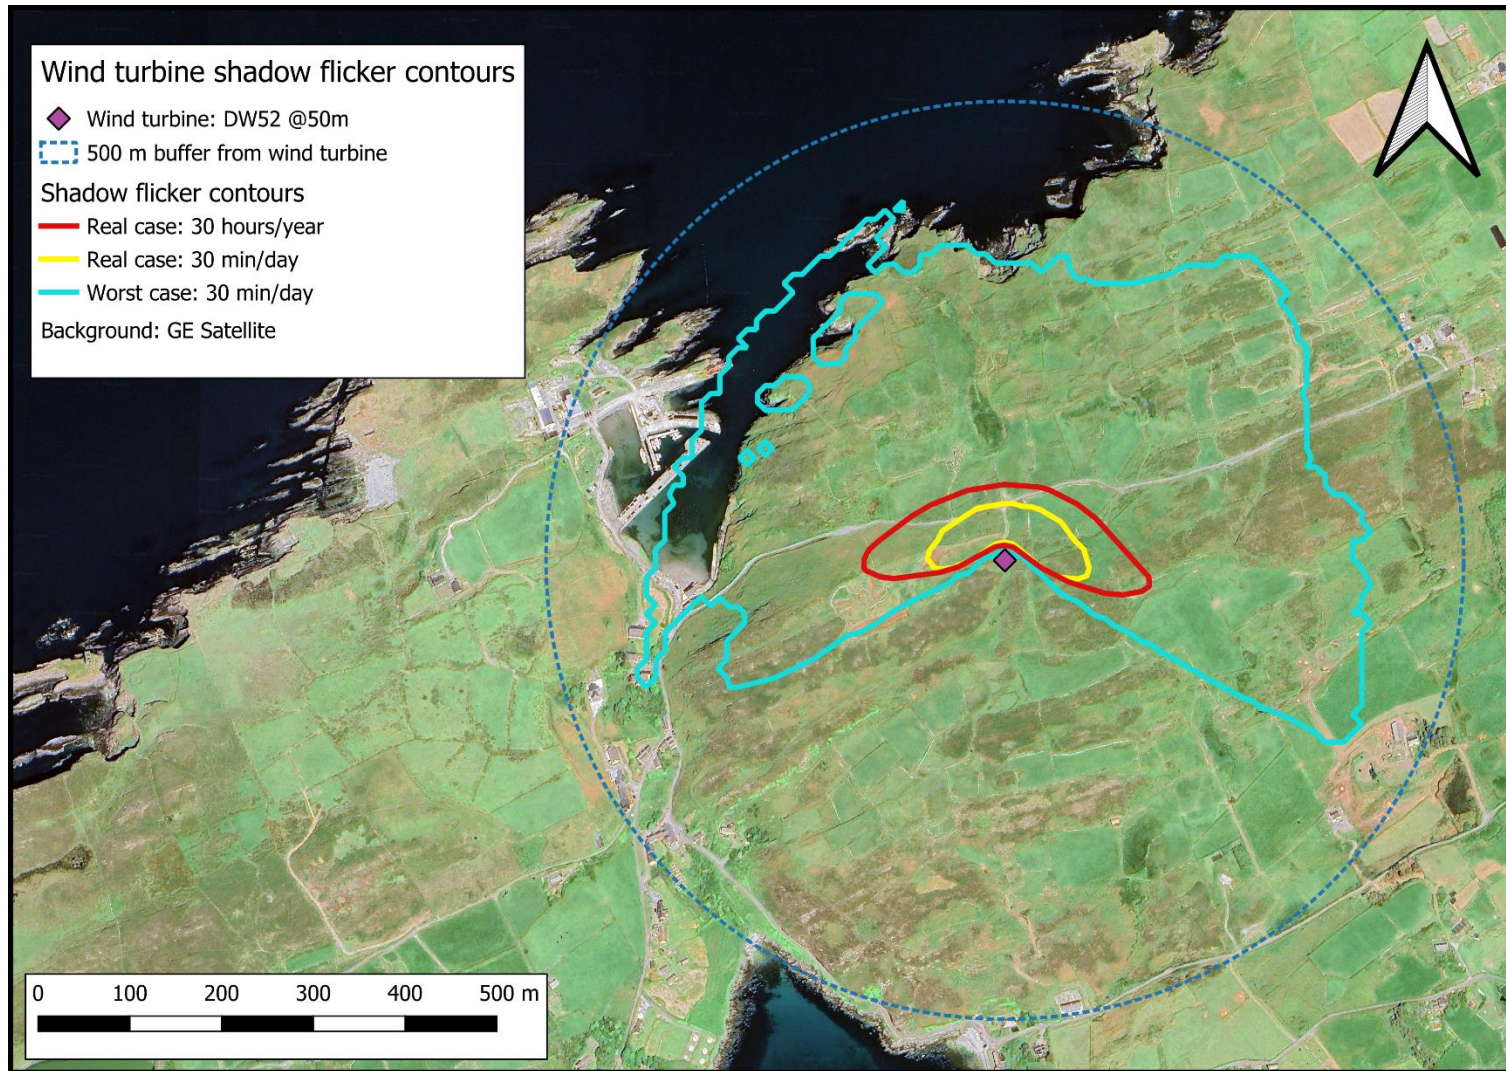 Wind turbine shadow flicker contours
Wind turbine: DW52 @50m
500 m buffer from wind turbine
Shadow flicker contours
Real case: 30 hours/year
Real case: 30 min/day
Worst case: 30 min/day
Background: GE Satellite
0 100 200 300 400 500 m